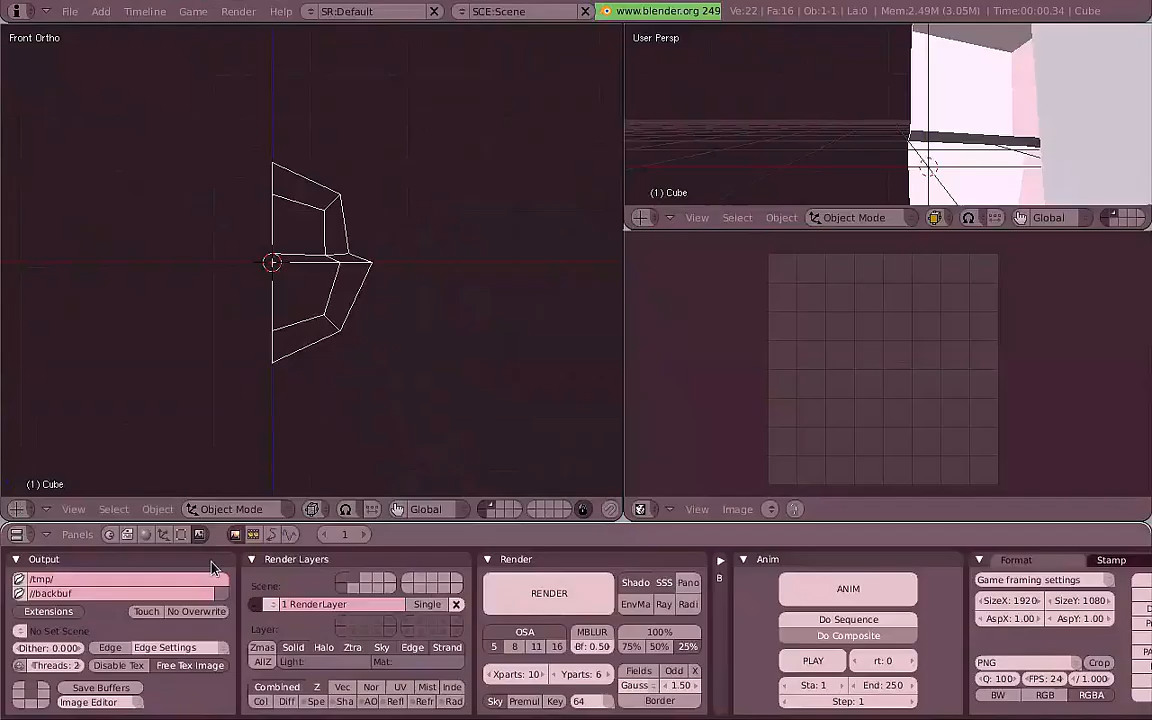 File Add Timeline Game Render Help SR:Default SCE:Scene www.blender.org 249 Ve:22 | Fa:16 | Ob:1-1 | La:0 | Mem:2.49M (3.05M) | Time:00:00.34 | Cube
Front Ortho
User Persp
(1) Cube
View Select Object Object Mode Global
(1) Cube
View Select Object Object Mode Global
View Image
Panels 1
Output
/tmp/
//backbuf
Extensions Touch No Overwrite
No Set Scene
Dither: 0.000 Edge Edge Settings
Threads: 2 Disable Tex Free Tex Image
Save Buffers
Image Editor
Render Layers
Scene:
1 RenderLayer Single X
Layer:
Zmas Solid Halo Ztra Sky Edge Strand
AllZ Light: Mat:
Combined Z Vec Nor UV Mist Inde
Col Diff Spe Sha AO Refl Refr Rad
Render
RENDER
Shado SSS Pano
EnvMa Ray Radi
OSA MBLUR 100%
5 8 11 16 Bf: 0.50 75% 50% 25%
Xparts: 10 Yparts: 6 Fields Odd X
Gauss 1.50
Sky Premul Key 64 Border
B
Anim
ANIM
Do Sequence
Do Composite
PLAY rt: 0
Sta: 1 End: 250
Step: 1
Format Stamp
Game framing settings
SizeX: 1920 SizeY: 1080
AspX: 1.00 AspY: 1.00
PNG Crop
Q: 100 FPS: 24 / 1.000
BW RGB RGBA